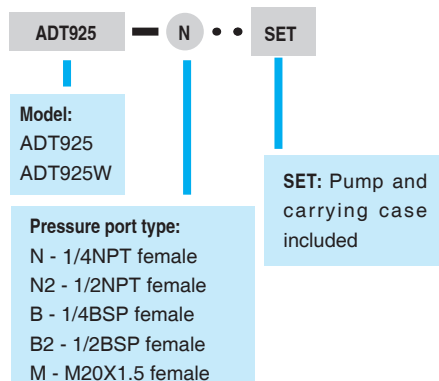 ADT925 — N • • SET
Model:
ADT925
ADT925W
Pressure port type:
N - 1/4NPT female
N2 - 1/2NPT female
B - 1/4BSP female
B2 - 1/2BSP female
M - M20X1.5 female
SET: Pump and
carrying case
included